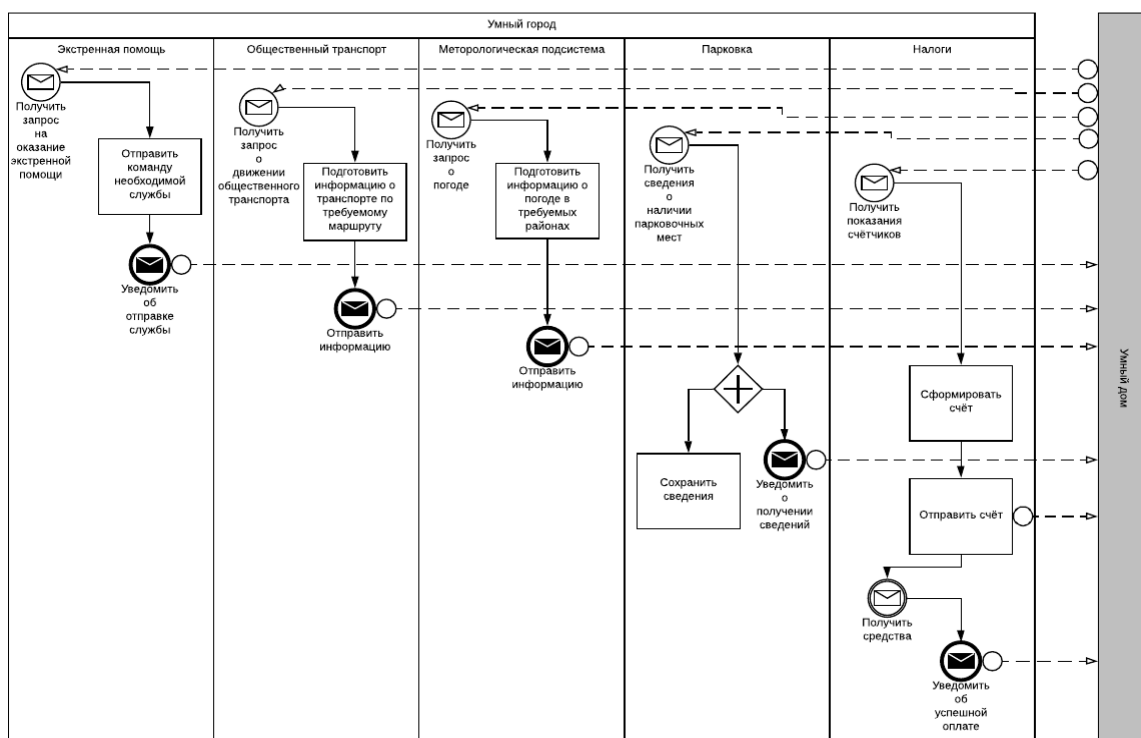 Умный город
Экстренная помощь
Общественный транспорт
Меторологическая подсистема
Парковка
Налоги
Получить
запрос
на
оказание
экстренной
помощи
Отправить
команду
необходимой
службы
Уведомить
об
отправке
службы
Получить
запрос
о
движении
общественного
транспорта
Подготовить
информацию о
транспорте по
требуемому
маршруту
Отправить
информацию
Получить
запрос
о
погоде
Подготовить
информацию о
погоде в
требуемых
районах
Отправить
информацию
Получить
сведения
о
наличии
парковочных
мест
Сохранить
сведения
Уведомить
о
получении
сведений
Получить
показания
счётчиков
Сформировать
счёт
Отправить счёт
Получить
средства
Уведомить
об
успешной
оплате
Умный дом